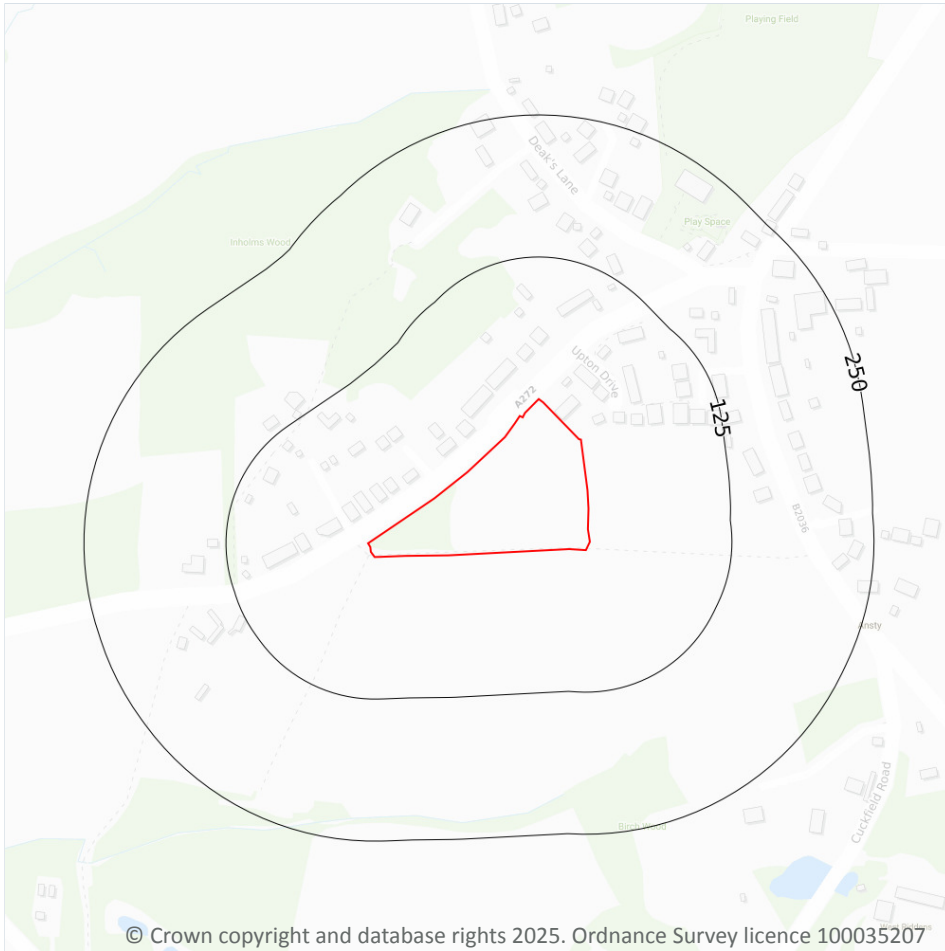 Playing Field
Deak's Lane
Play Space
Inholms Wood
Upton Drive
A272
125
250
B2036
Ansty
Cuckfield Road
Birch Wood
© Crown copyright and database rights 2025. Ordnance Survey licence 100035207